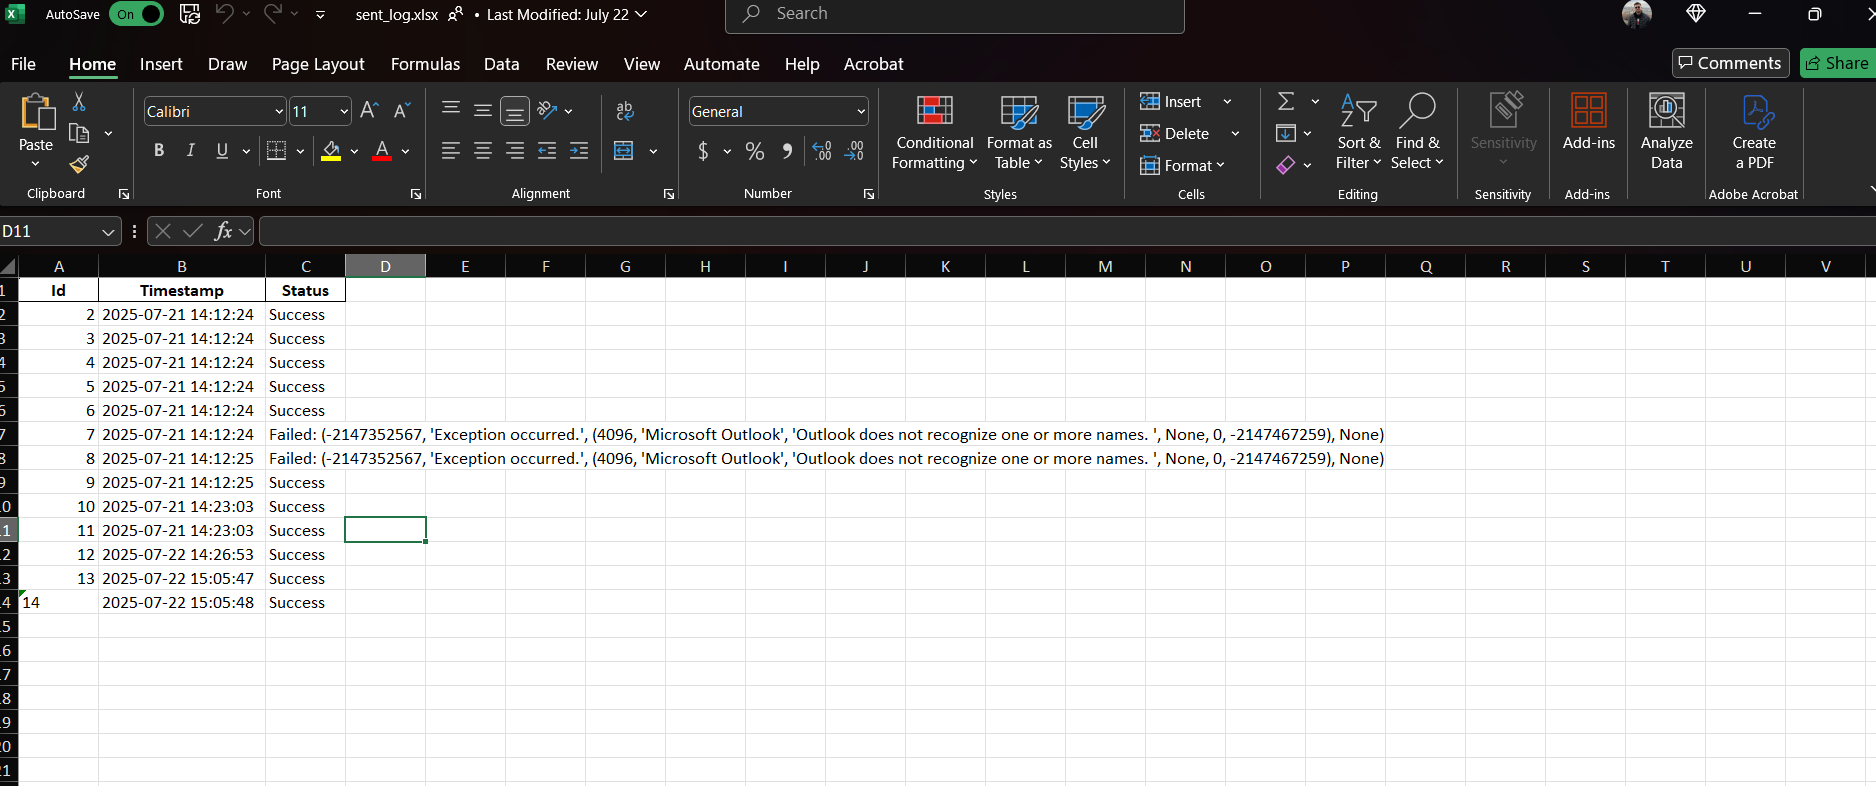 AutoSave On sent_log.xlsx • Last Modified: July 22 Search
File Home Insert Draw Page Layout Formulas Data Review View Automate Help Acrobat Comments Share
Paste
Clipboard
Calibri 11
B I U A
Font
ab
Alignment
General
$ % 9 .00 .00
Number
Conditional Formatting
Format as Table
Cell Styles
Styles
Insert
Delete
Format
Cells
Sort & Filter
Find & Select
Editing
Sensitivity
Sensitivity
Add-ins
Add-ins
Analyze Data
Create a PDF
Adobe Acrobat
D11 fx
A B C D E F G H I J K L M N O P Q R S T U V
1 Id Timestamp Status
2 2 2025-07-21 14:12:24 Success
3 3 2025-07-21 14:12:24 Success
4 4 2025-07-21 14:12:24 Success
5 5 2025-07-21 14:12:24 Success
6 6 2025-07-21 14:12:24 Success
7 7 2025-07-21 14:12:24 Failed: (-2147352567, 'Exception occurred.', (4096, 'Microsoft Outlook', 'Outlook does not recognize one or more names. ', None, 0, -2147467259), None)
8 8 2025-07-21 14:12:25 Failed: (-2147352567, 'Exception occurred.', (4096, 'Microsoft Outlook', 'Outlook does not recognize one or more names. ', None, 0, -2147467259), None)
9 9 2025-07-21 14:12:25 Success
10 10 2025-07-21 14:23:03 Success
11 11 2025-07-21 14:23:03 Success
12 12 2025-07-22 14:26:53 Success
13 13 2025-07-22 15:05:47 Success
14 14 2025-07-22 15:05:48 Success
15
16
17
18
19
20
21